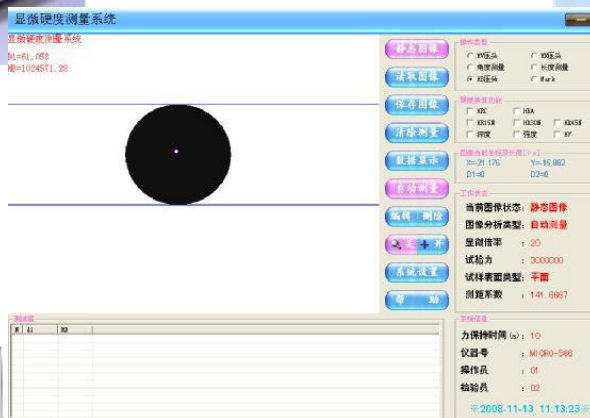 显微硬度测量系统
显微硬度测量系统
D1=61.058
HB=1024571.28
静态图像
读取图像
保存图像
清除测量
数据显示
自动测量
编辑 删除
关 开
系统设置
帮 助
操作类型
HV压头
HK压头
角度测量
长度测量
HD压头
Mark
硬度换算功能
HRC
HRA
HR15N
HR30N
HR45N
强度
图像当前坐标及长度[μm]
X=-21.176
Y=-15.882
D1=0
D2=0
工作状态
当前图像状态：静态图像
图像分析类型：自动测量
显微倍率 ：20
试验力 ：3000000
试样表面类型：平面
测距系数 ：141.6667
测试值
系统信息
力保持时间(s)：10
仪器号 ：MICRO-586
操作员 ：01
检验员 ：02
※2008-11-13 11:13:23※